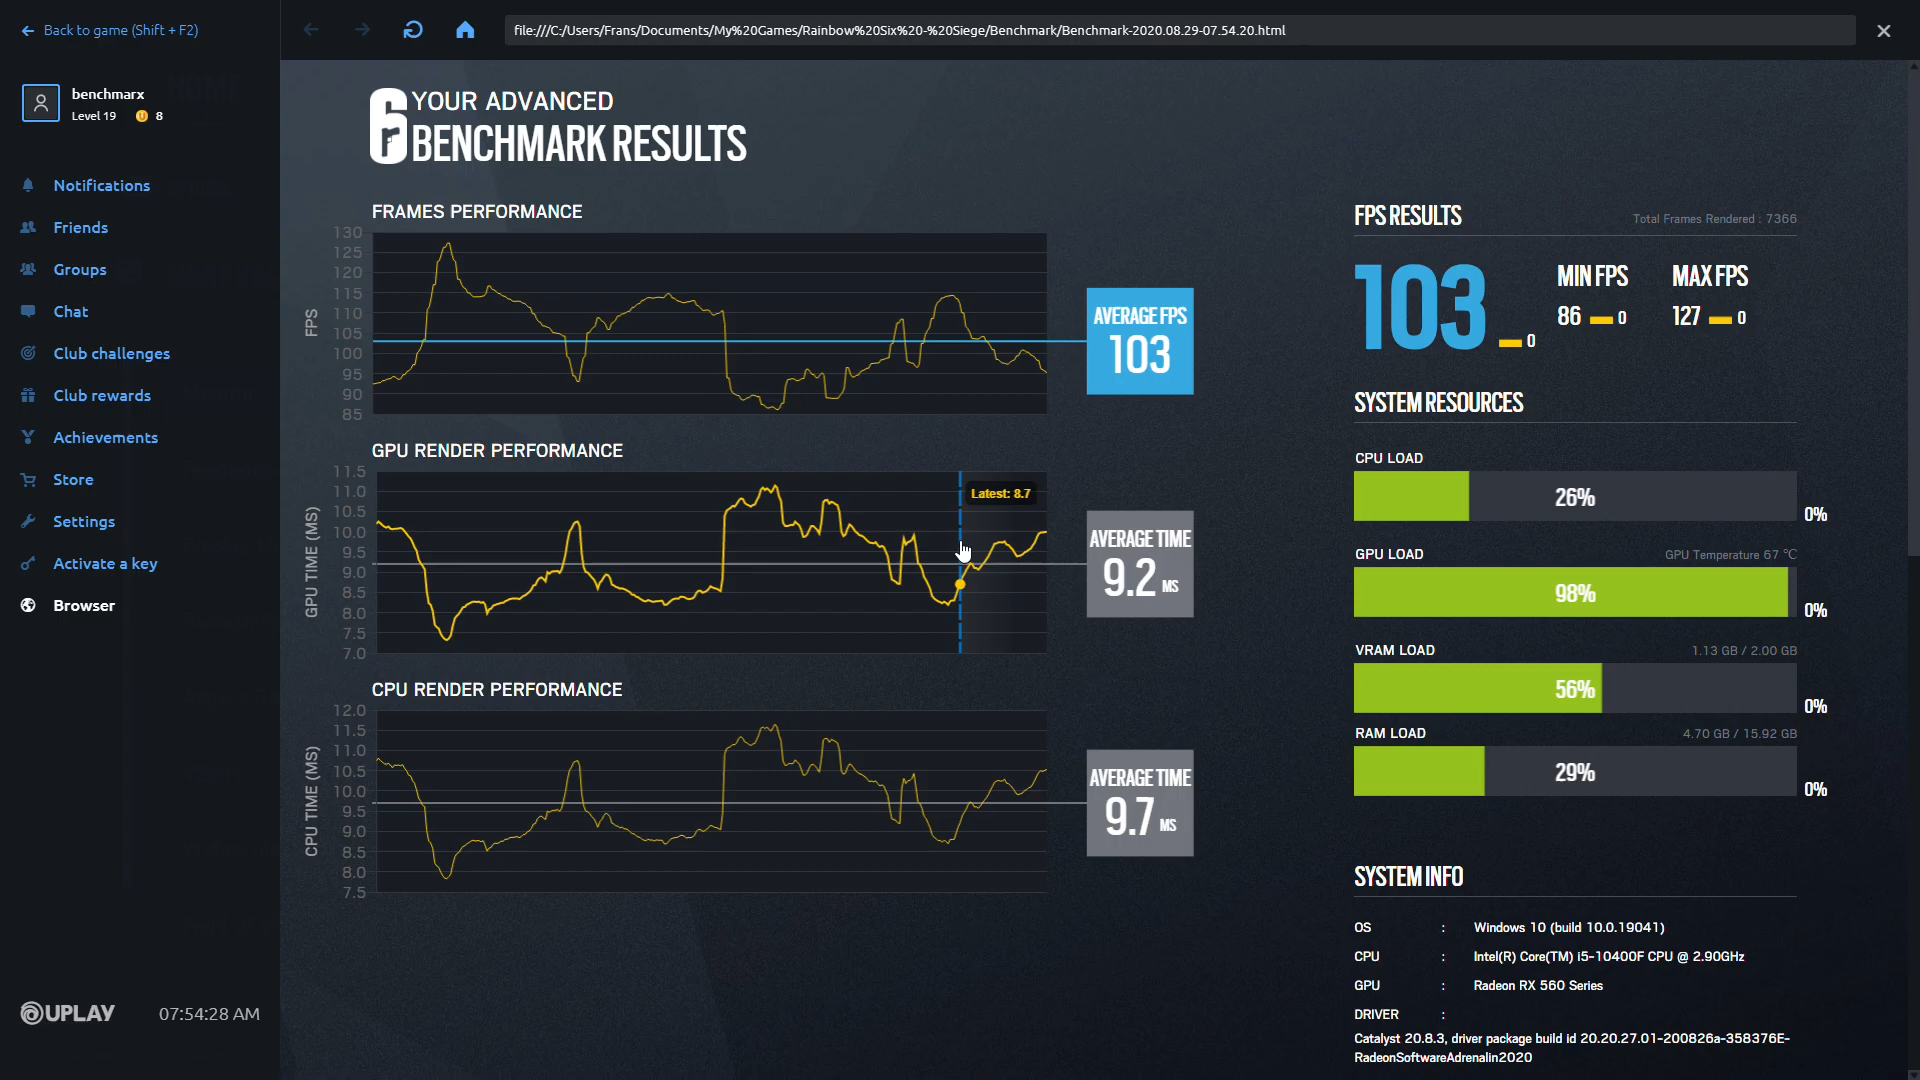 Back to game (Shift + F2)
file:///C:/Users/Frans/Documents/My%20Games/Rainbow%20Six%20-%20Siege/Benchmark/Benchmark-2020.08.29-07.54.20.html
benchmarx
Level 19 8
Notifications
Friends
Groups
Chat
Club challenges
Club rewards
Achievements
Store
Settings
Activate a key
Browser
UPLAY 07:54:28 AM
6 YOUR ADVANCED
BENCHMARK RESULTS
FRAMES PERFORMANCE
FPS
130
125
120
115
110
105
100
95
90
85
AVERAGE FPS
103
GPU RENDER PERFORMANCE
GPU TIME (MS)
11.5
11.0
10.5
10.0
9.5
9.0
8.5
8.0
7.5
7.0
Latest: 8.7
AVERAGE TIME
9.2 MS
CPU RENDER PERFORMANCE
CPU TIME (MS)
12.0
11.5
11.0
10.5
10.0
9.5
9.0
8.5
8.0
7.5
AVERAGE TIME
9.7 MS
FPS RESULTS Total Frames Rendered : 7366
103 0
MIN FPS
86 0
MAX FPS
127 0
SYSTEM RESOURCES
CPU LOAD
26%
0%
GPU LOAD GPU Temperature 67 °C
98%
0%
VRAM LOAD 1.13 GB / 2.00 GB
56%
0%
RAM LOAD 4.70 GB / 15.92 GB
29%
0%
SYSTEM INFO
OS : Windows 10 (build 10.0.19041)
CPU : Intel(R) Core(TM) i5-10400F CPU @ 2.90GHz
GPU : Radeon RX 560 Series
DRIVER :
Catalyst 20.8.3, driver package build id 20.20.27.01-200826a-358376E-
RadeonSoftwareAdrenalin2020